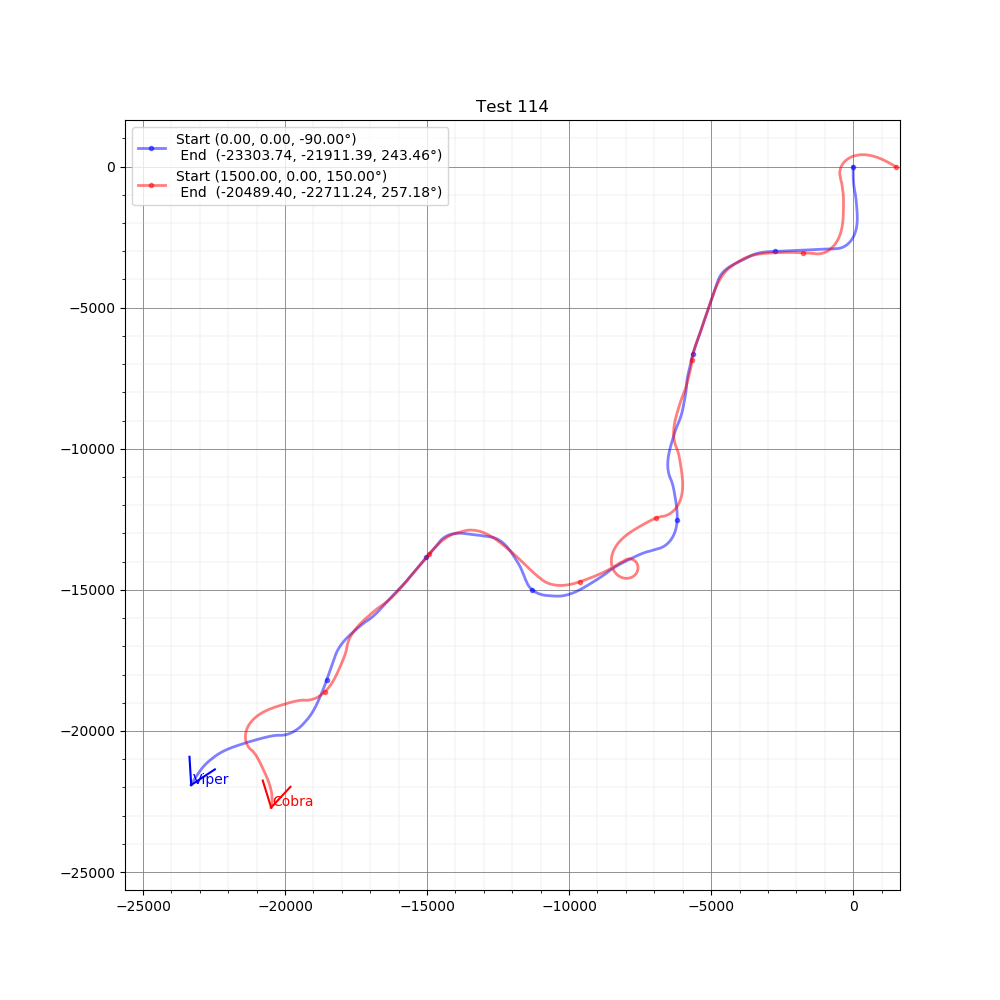 Test 114
Start (0.00, 0.00, -90.00°)
End (-23303.74, -21911.39, 243.46°)
Start (1500.00, 0.00, 150.00°)
End (-20489.40, -22711.24, 257.18°)
0
−5000
−10000
−15000
−20000
−25000
Viper
Cobra
−25000 −20000 −15000 −10000 −5000 0